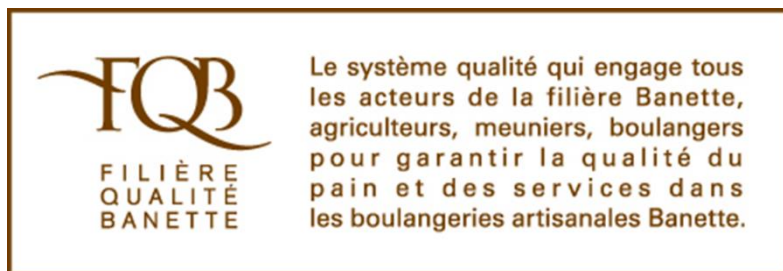 FQB
FILIÈRE
QUALITÉ
BANETTE
Le système qualité qui engage tous
les acteurs de la filière Banette,
agriculteurs, meuniers, boulangers
pour garantir la qualité du
pain et des services dans
les boulangeries artisanales Banette.